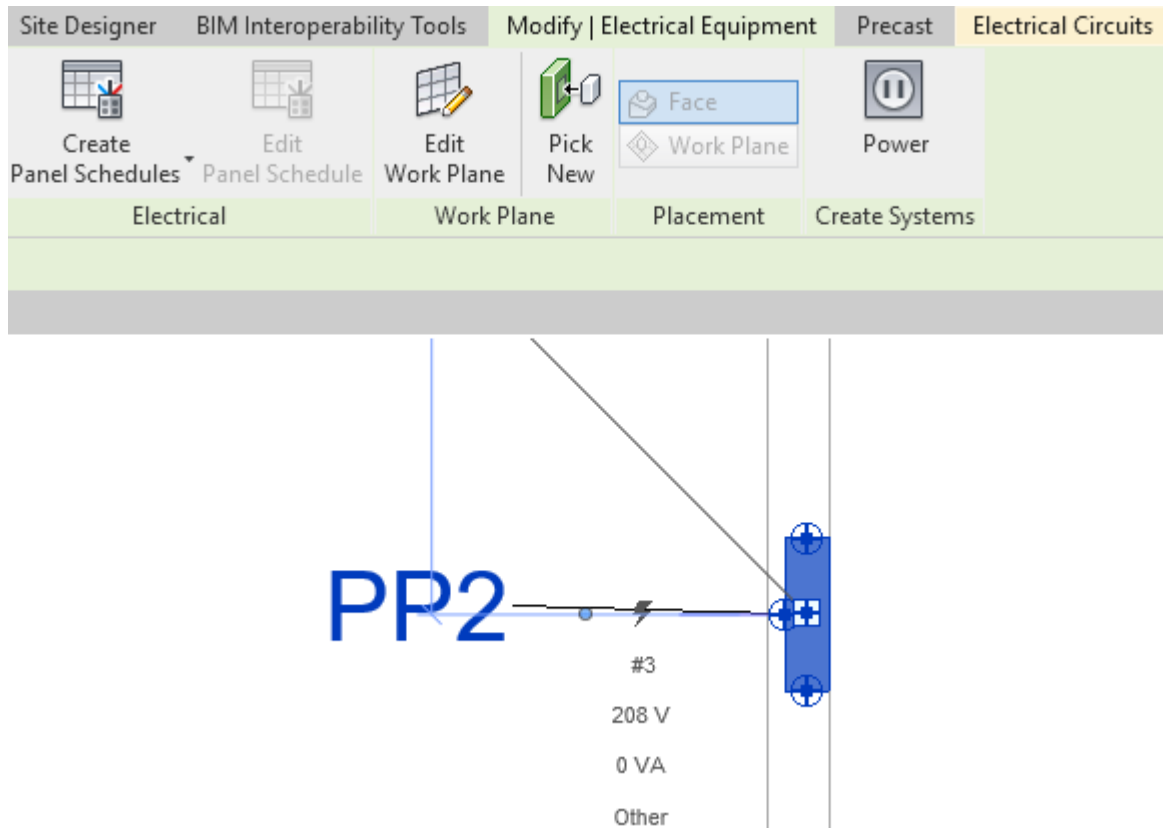 Site Designer BIM Interoperability Tools Modify | Electrical Equipment Precast Electrical Circuits
Create Panel Schedules
Edit Panel Schedule
Edit Work Plane
Pick New
Face
Work Plane
Power
Electrical Work Plane Placement Create Systems
PP2
#3
208 V
0 VA
Other